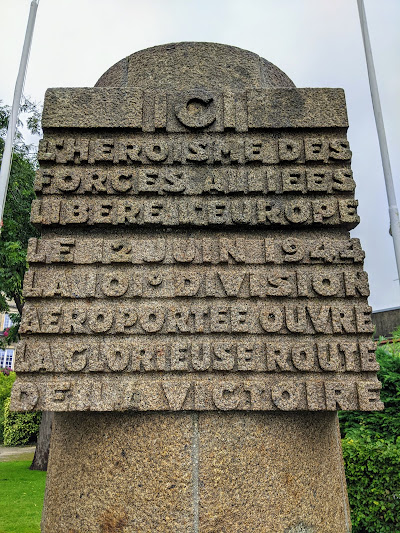 ICI
L'HEROISME DES
FORCES ALLIEES
LIBERE L'EUROPE
LE 12 JUIN 1944
LA 101° DIVISION
AEROPORTEE OUVRE
LA GLORIEUSE ROUTE
DE LA VICTOIRE